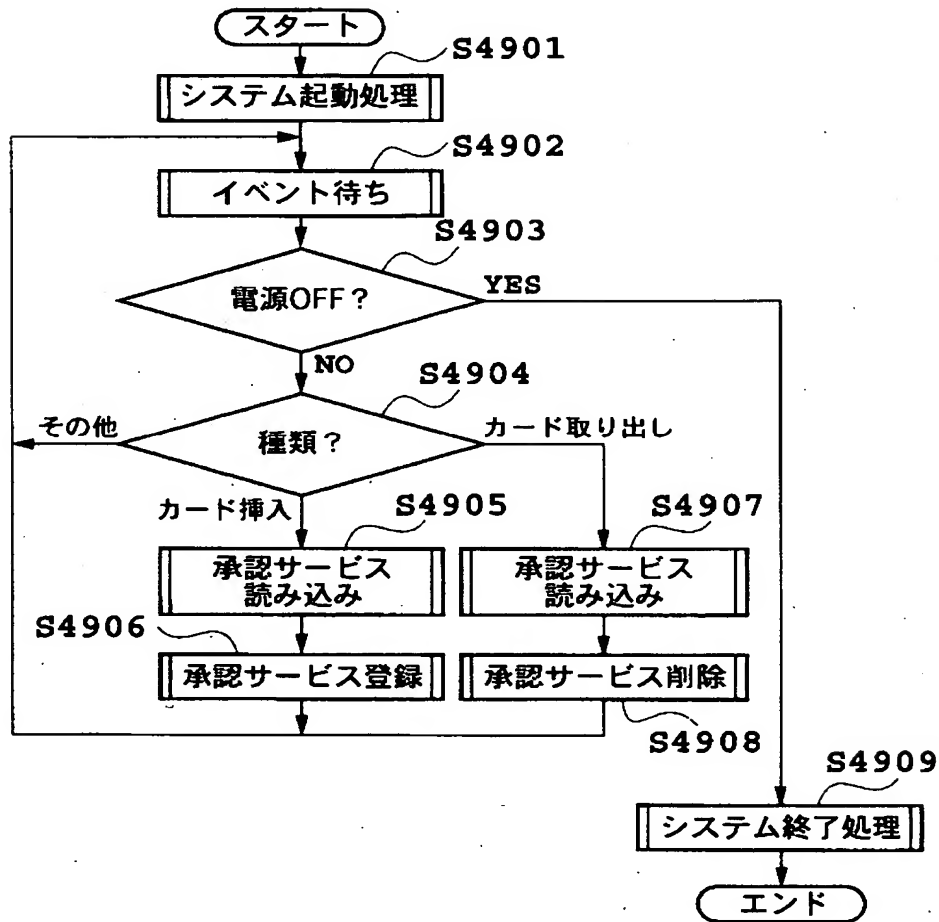 スタート
S4901
システム起動処理
S4902
イベント待ち
S4903
電源OFF？
YES
NO
S4904
その他
種類？
カード取り出し
カード挿入
S4905
S4907
承認サービス
読み込み
承認サービス
読み込み
S4906
承認サービス登録
承認サービス削除
S4908
S4909
システム終了処理
エンド